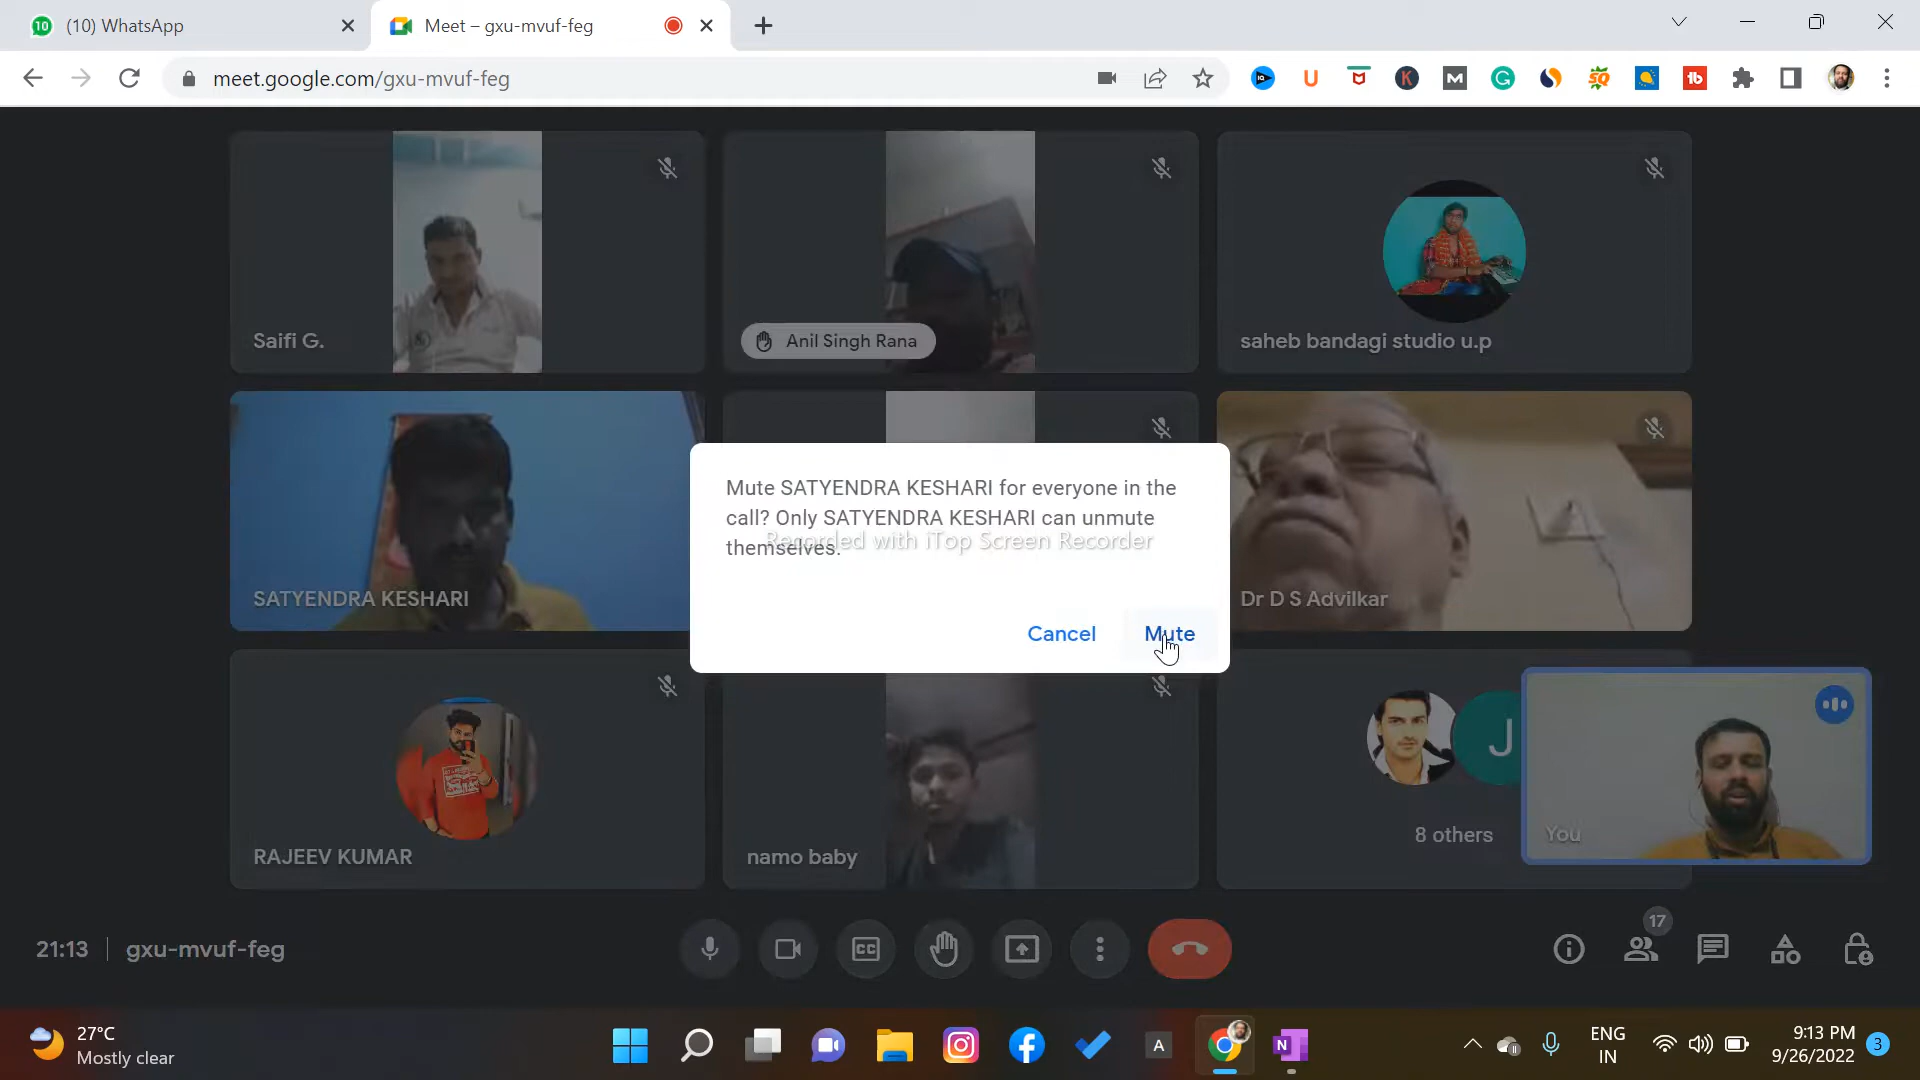 (10) WhatsApp
Meet – gxu-mvuf-feg
meet.google.com/gxu-mvuf-feg
Saifi G.
Anil Singh Rana
saheb bandagi studio u.p
Mute SATYENDRA KESHARI for everyone in the
call? Only SATYENDRA KESHARI can unmute
themselves.
Recorded with iTop Screen Recorder
Cancel
Mute
SATYENDRA KESHARI
Dr D S Advilkar
RAJEEV KUMAR
namo baby
J
8 others
You
21:13
gxu-mvuf-feg
CC
17
27°C
Mostly clear
A
N
ENG
IN
9:13 PM
9/26/2022
3